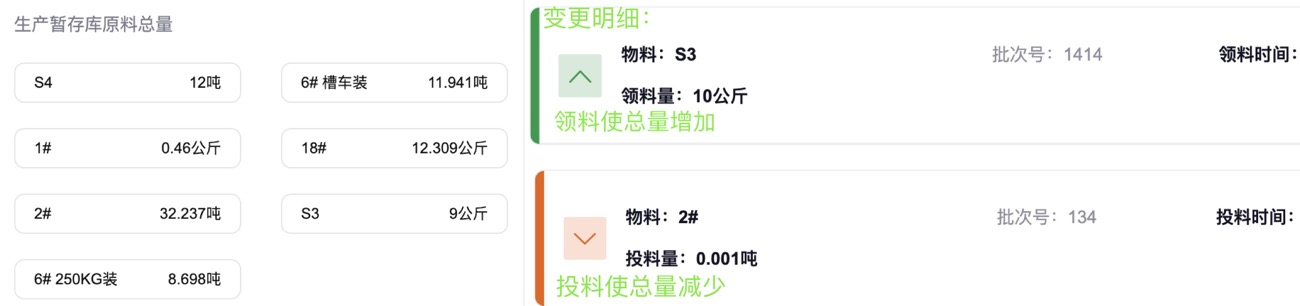 生产暂存库原料总量
S4 12吨
6# 槽车装 11.941吨
1# 0.46公斤
18# 12.309公斤
2# 32.237吨
S3 9公斤
6# 250KG装 8.698吨
变更明细：
物料：S3 批次号：1414 领料时间：
领料量：10公斤
领料使总量增加
物料：2# 批次号：134 投料时间：
投料量：0.001吨
投料使总量减少